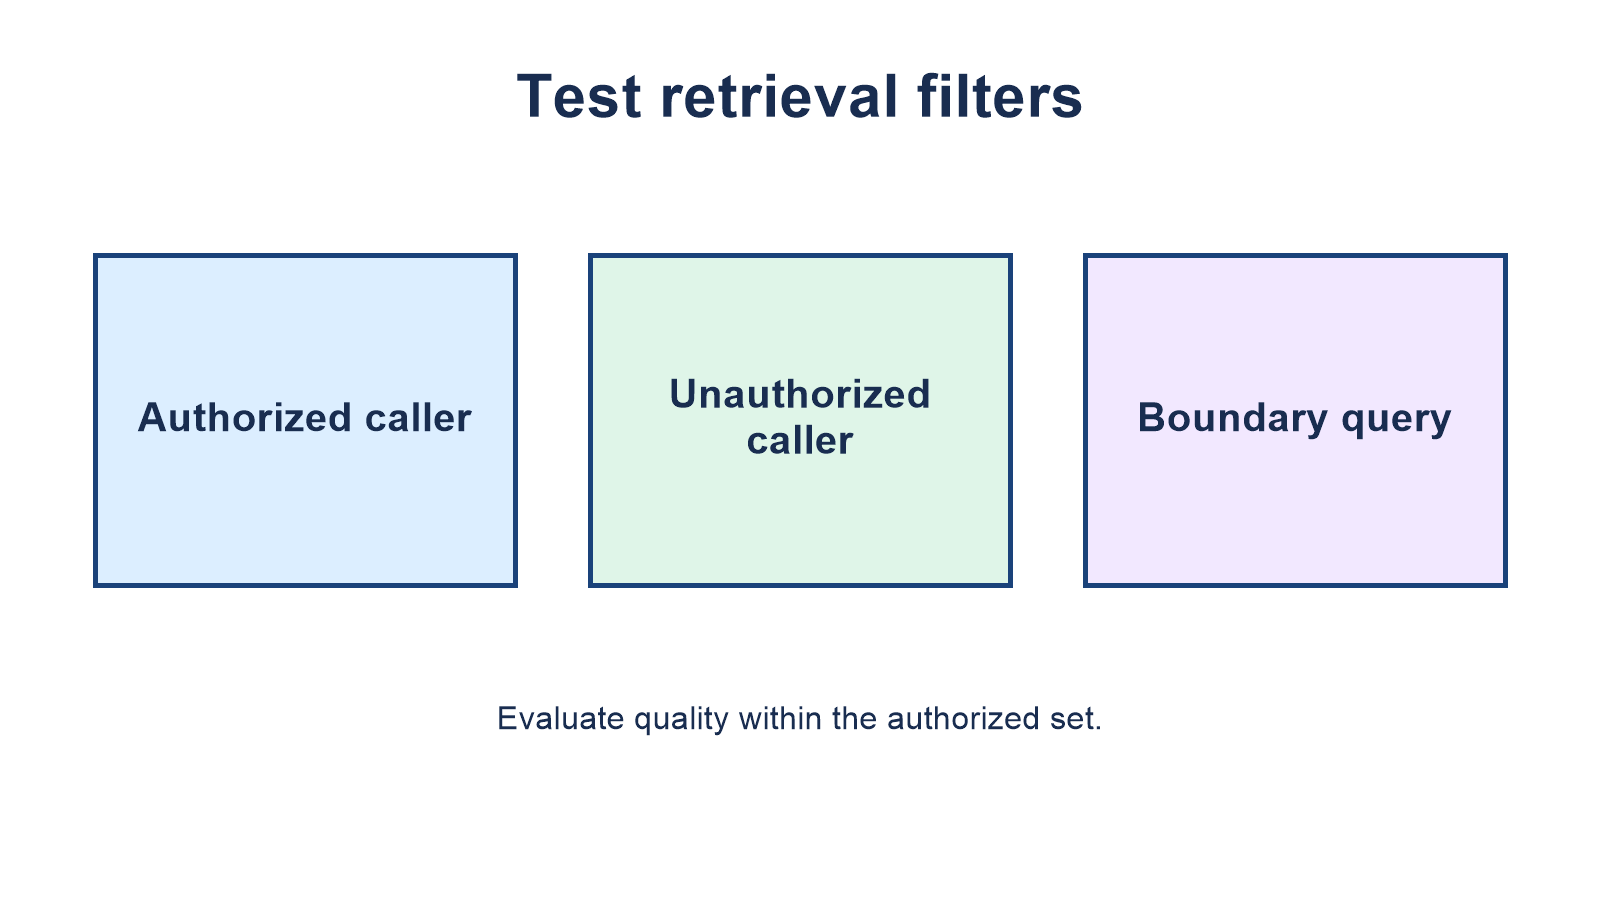 Test retrieval filters
Authorized caller
Unauthorized
caller
Boundary query
Evaluate quality within the authorized set.